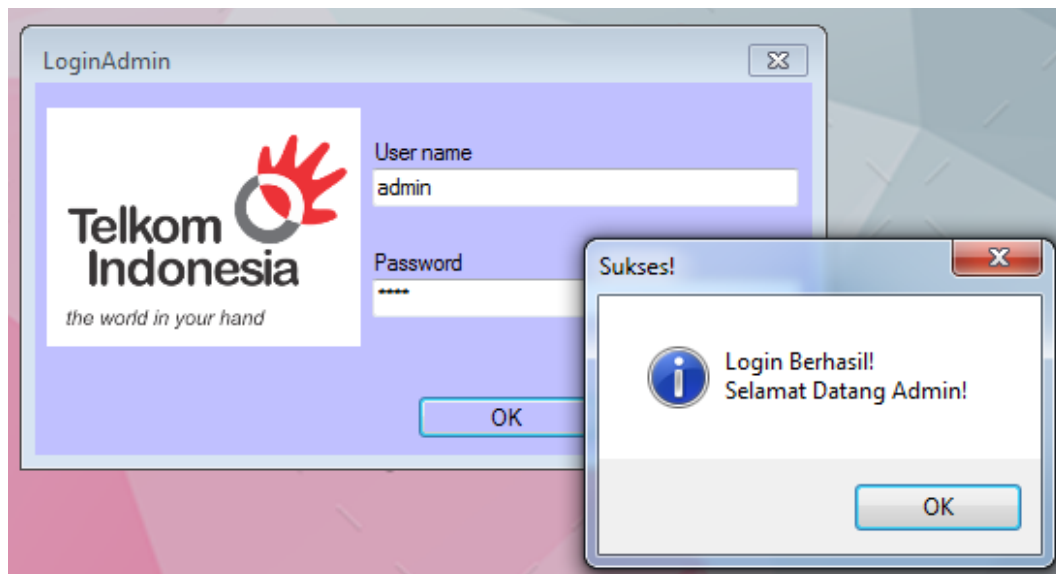 LoginAdmin
Telkom
Indonesia
the world in your hand
User name
admin
Password
****
OK
Sukses!
Login Berhasil!
Selamat Datang Admin!
OK